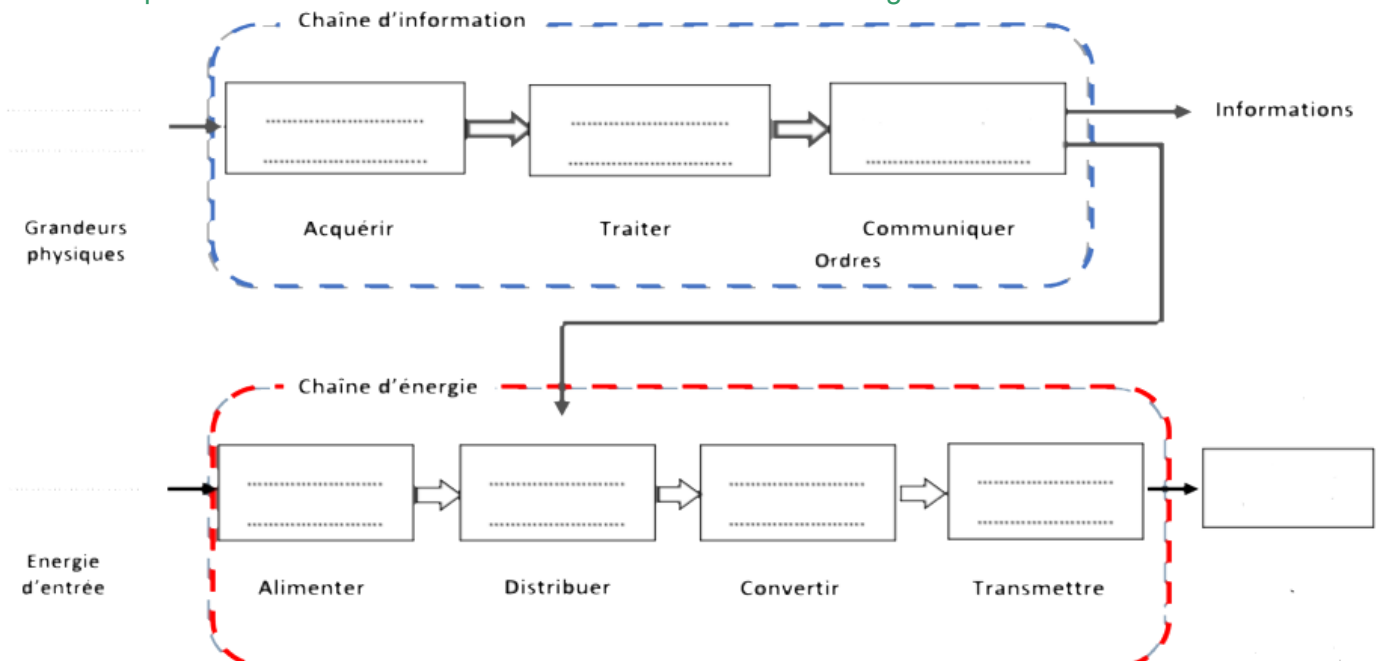 Chaîne d'information
Informations
Grandeurs
physiques
Acquérir
Traiter
Communiquer
Ordres
Chaîne d'énergie
Energie
d'entrée
Alimenter
Distribuer
Convertir
Transmettre